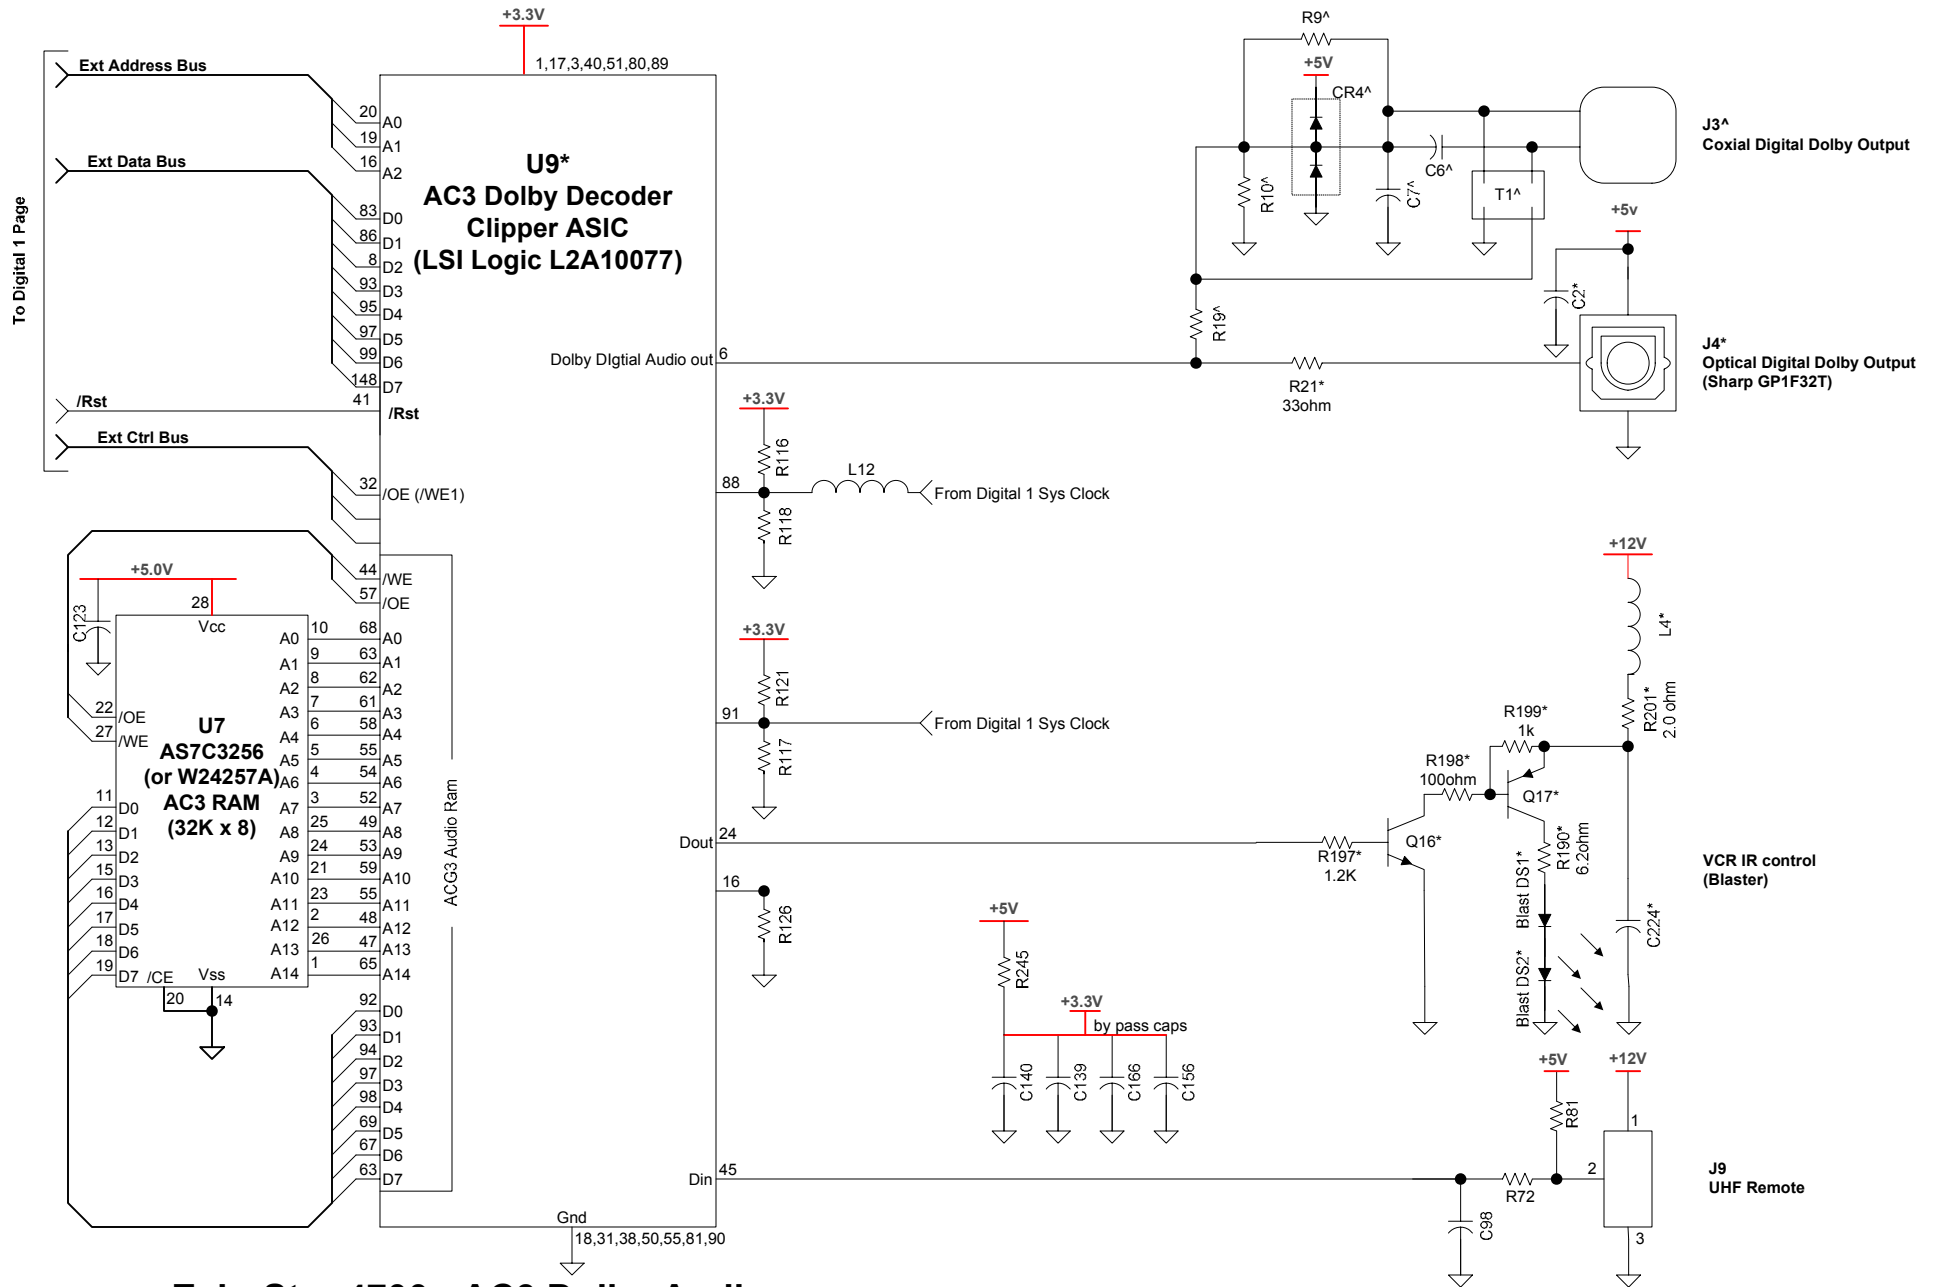 +3.3V
1,17,3,40,51,80,89
Ext Address Bus
20
A0
19
A1
16
A2
Ext Data Bus
83
D0
86
D1
8
D2
93
D3
95
D4
97
D5
99
D6
148
D7
/Rst
41
/Rst
Ext Ctrl Bus
32
/OE (/WE1)
To Digital 1 Page
U9*
AC3 Dolby Decoder
Clipper ASIC
(LSI Logic L2A10077)
Dolby DIgtial Audio out
6
R9^
+5V
CR4^
R10^
C7^
C6^
T1^
R19^
J3^
Coxial Digital Dolby Output
+5v
C2*
R21*
33ohm
J4*
Optical Digital Dolby Output
(Sharp GP1F32T)
+3.3V
R116
88
L12
From Digital 1 Sys Clock
R118
+3.3V
R121
91
From Digital 1 Sys Clock
R117
+5.0V
C123
28
Vcc
44
/WE
57
/OE
A0
10
68
A0
A1
9
63
A1
A2
8
62
A2
A3
7
61
A3
A4
6
58
A4
A5
5
55
A5
A6
4
54
A6
A7
3
52
A7
A8
25
49
A8
A9
24
53
A9
A10
21
59
A10
A11
23
55
A11
A12
2
48
A12
A13
26
47
A13
A14
1
65
A14
22
/OE
27
/WE
U7
AS7C3256
(or W24257A)
AC3 RAM
(32K x 8)
11
D0
12
D1
13
D2
15
D3
16
D4
17
D5
18
D6
19
D7
/CE
Vss
20
14
92
D0
93
D1
94
D2
97
D3
98
D4
69
D5
67
D6
63
D7
ACG3 Audio Ram
Dout
24
16
R126
R197*
1.2K
Q16*
R198*
100ohm
R199*
1k
Q17*
+12V
L4*
R201*
2.0 ohm
R190*
6.2ohm
Blast DS1*
Blast DS2*
C224*
VCR IR control
(Blaster)
+5V
R245
+3.3V
by pass caps
C140
C139
C166
C156
Din
45
C98
R72
+5V
R81
+12V
1
2
3
J9
UHF Remote
Gnd
18,31,38,50,55,81,90